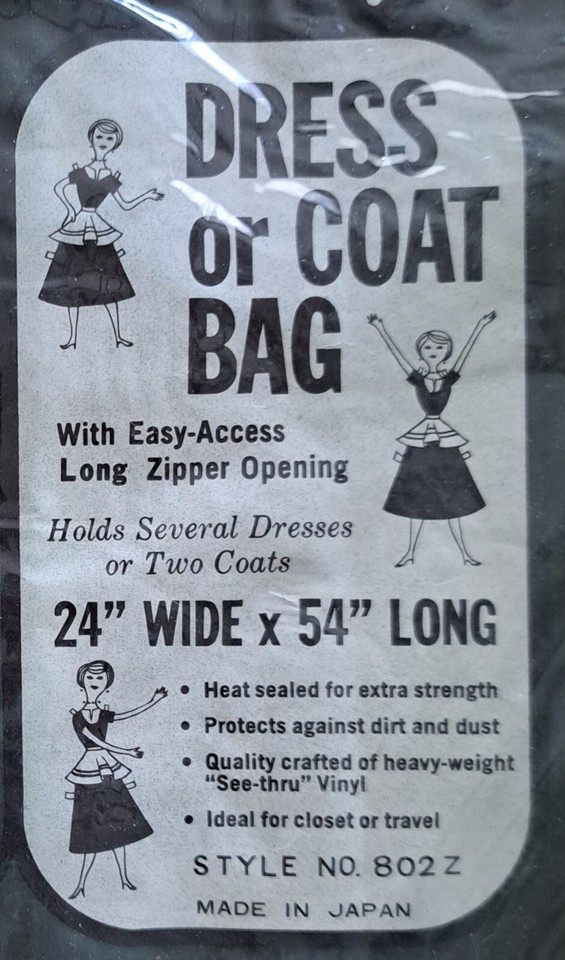 DRESS
or COAT
BAG
With Easy-Access
Long Zipper Opening
Holds Several Dresses
or Two Coats
24” WIDE x 54” LONG
• Heat sealed for extra strength
• Protects against dirt and dust
• Quality crafted of heavy-weight
“See-thru” Vinyl
• Ideal for closet or travel
STYLE NO. 802 Z
MADE IN JAPAN